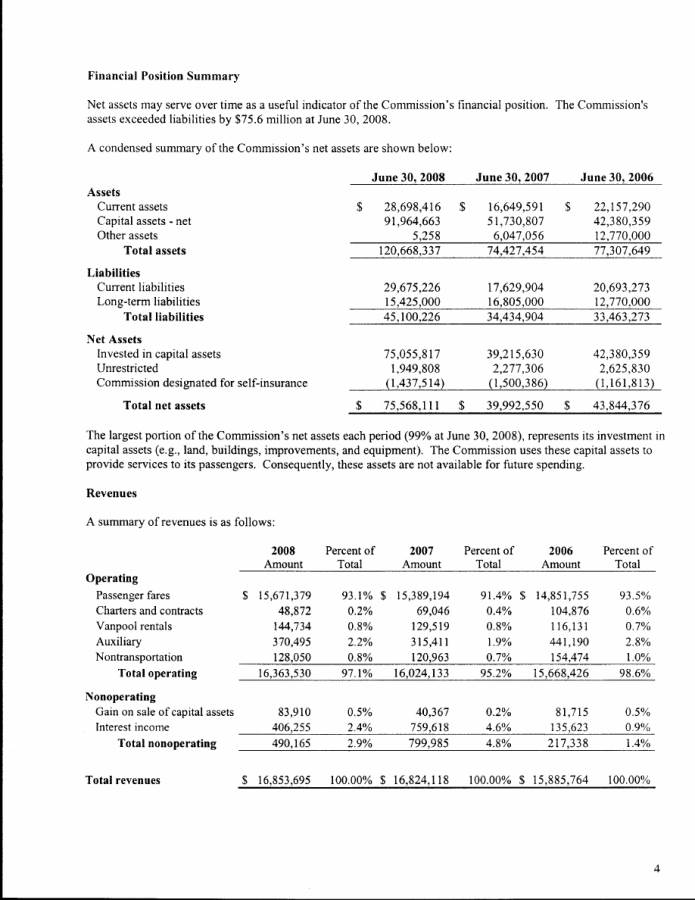 Financial Position Summary
Net assets may serve over time as a useful indicator of the Commission's financial position. The Commission's
assets exceeded liabilities by $75.6 million at June 30, 2008.
A condensed summary of the Commission's net assets are shown below:
June 30, 2008 June 30, 2007 June 30, 2006
Assets
Current assets $ 28,698,416 $ 16,649,591 $ 22,157,290
Capital assets - net 91,964,663 51,730,807 42,380,359
Other assets 5,258 6,047,056 12,770,000
Total assets 120,668,337 74,427,454 77,307,649
Liabilities
Current liabilities 29,675,226 17,629,904 20,693,273
Long-term liabilities 15,425,000 16,805,000 12,770,000
Total liabilities 45,100,226 34,434,904 33,463,273
Net Assets
Invested in capital assets 75,055,817 39,215,630 42,380,359
Unrestricted 1,949,808 2,277,306 2,625,830
Commission designated for self-insurance (1,437,514) (1,500,386) (1,161,813)
Total net assets $ 75,568,111 $ 39,992,550 $ 43,844,376
The largest portion of the Commission's net assets each period (99% at June 30, 2008), represents its investment in
capital assets (e.g., land, buildings, improvements, and equipment). The Commission uses these capital assets to
provide services to its passengers. Consequently, these assets are not available for future spending.
Revenues
A summary of revenues is as follows:
2008 Percent of 2007 Percent of 2006 Percent of
Amount Total Amount Total Amount Total
Operating
Passenger fares $ 15,671,379 93.1% $ 15,389,194 91.4% $ 14,851,755 93.5%
Charters and contracts 48,872 0.2% 69,046 0.4% 104,876 0.6%
Vanpool rentals 144,734 0.8% 129,519 0.8% 116,131 0.7%
Auxiliary 370,495 2.2% 315,411 1.9% 441,190 2.8%
Nontransportation 128,050 0.8% 120,963 0.7% 154,474 1.0%
Total operating 16,363,530 97.1% 16,024,133 95.2% 15,668,426 98.6%
Nonoperating
Gain on sale of capital assets 83,910 0.5% 40,367 0.2% 81,715 0.5%
Interest income 406,255 2.4% 759,618 4.6% 135,623 0.9%
Total nonoperating 490,165 2.9% 799,985 4.8% 217,338 1.4%
Total revenues $ 16,853,695 100.00% $ 16,824,118 100.00% $ 15,885,764 100.00%
4